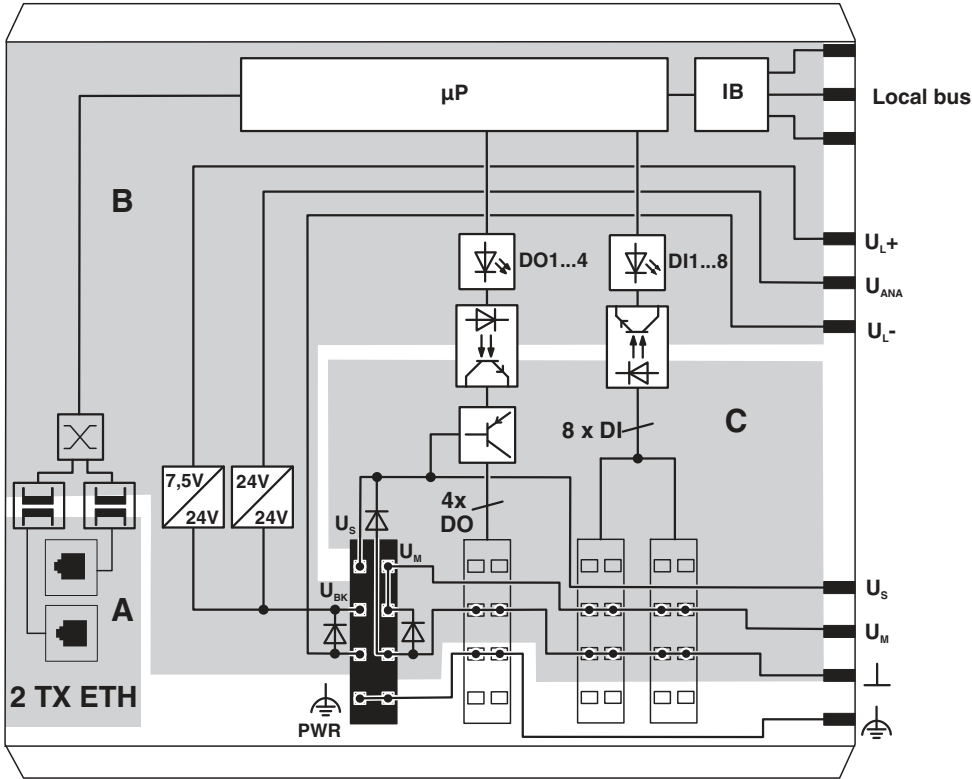 µP
IB
Local bus
B
U_L+
DO1...4
DI1...8
U_ANA
U_L-
C
8 x DI
7,5V
24V
24V
24V
4x
DO
U_S
U_M
U_BK
U_S
A
U_M
2 TX ETH
PWR